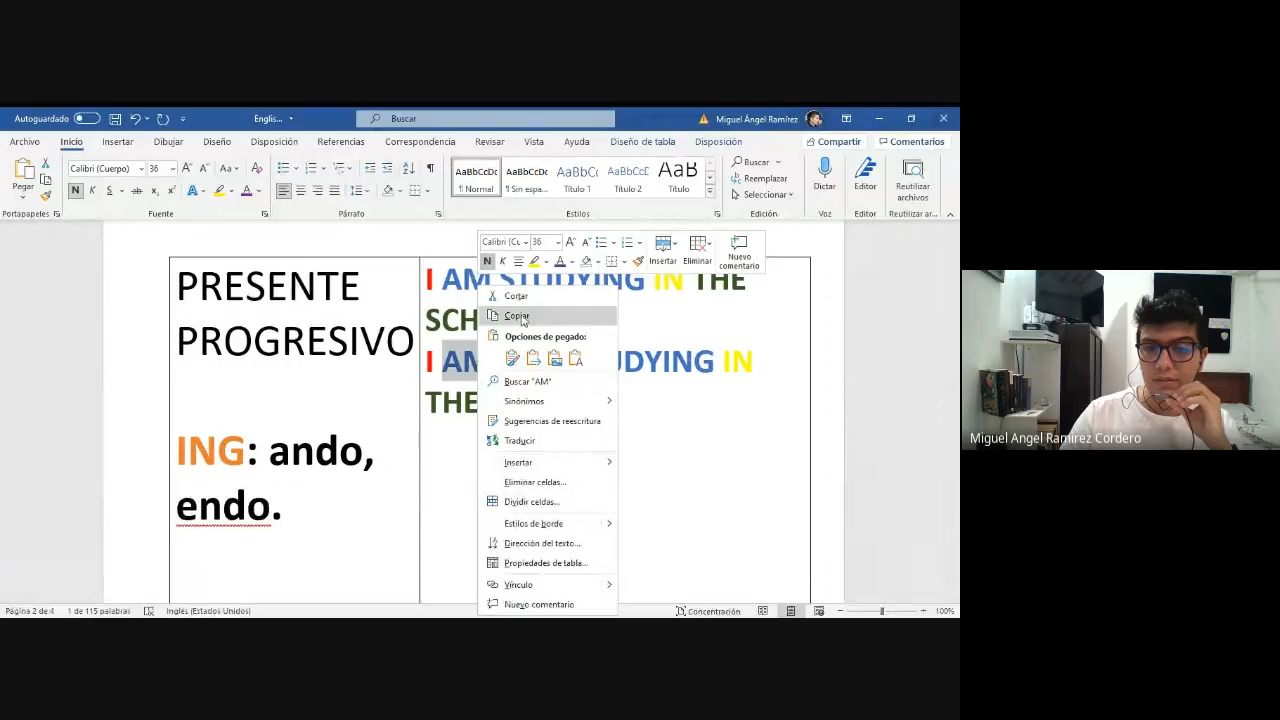 Autoguardado
Englis...
Buscar
Miguel Ángel Ramírez
Archivo Inicio Insertar Dibujar Diseño Disposición Referencias Correspondencia Revisar Vista Ayuda Diseño de tabla Disposición Compartir Comentarios
Pegar
Calibri (Cuerpo) 36
AaBbCcDc AaBbCcDc AaBbCc AaBbCcC AaB
¶ Normal ¶ Sin espa... Título 1 Título 2 Título
Buscar
Reemplazar
Seleccionar
Dictar
Editor
Reutilizar
archivos
Portapapeles Fuente Párrafo Estilos Edición Voz Editor Reutilizar ar...
Calibri (Cu 36
Insertar Eliminar
Nuevo
comentario
PRESENTE
PROGRESIVO
ING: ando,
endo.
I AM STUDYING IN THE
SCH
I AM UDYING IN
THE
Cortar
Copiar
Opciones de pegado:
Buscar "AM"
Sinónimos
Sugerencias de reescritura
Traducir
Insertar
Eliminar celdas...
Dividir celdas...
Estilos de borde
Dirección del texto...
Propiedades de tabla...
Vínculo
Nuevo comentario
Página 2 de 4 1 de 115 palabras Inglés (Estados Unidos) Concentración 100%
Miguel Angel Ramirez Cordero